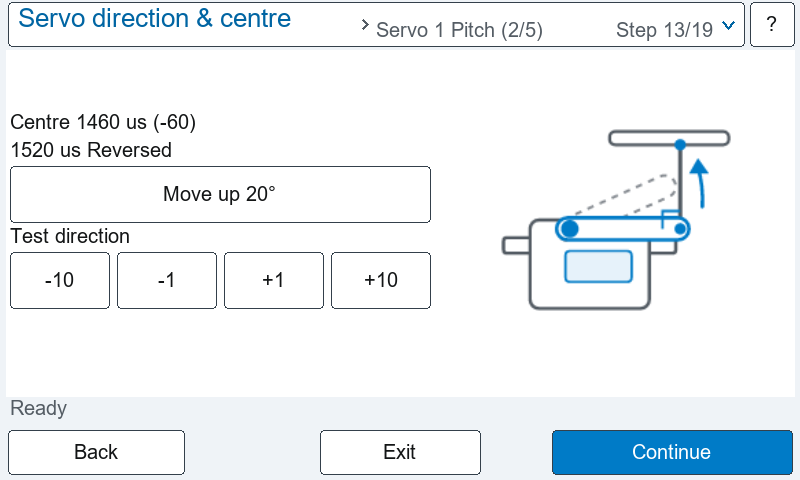 Servo direction & centre
> Servo 1 Pitch (2/5)
Step 13/19
?
Centre 1460 us (-60)
1520 us Reversed
Move up 20°
Test direction
-10
-1
+1
+10
Ready
Back
Exit
Continue